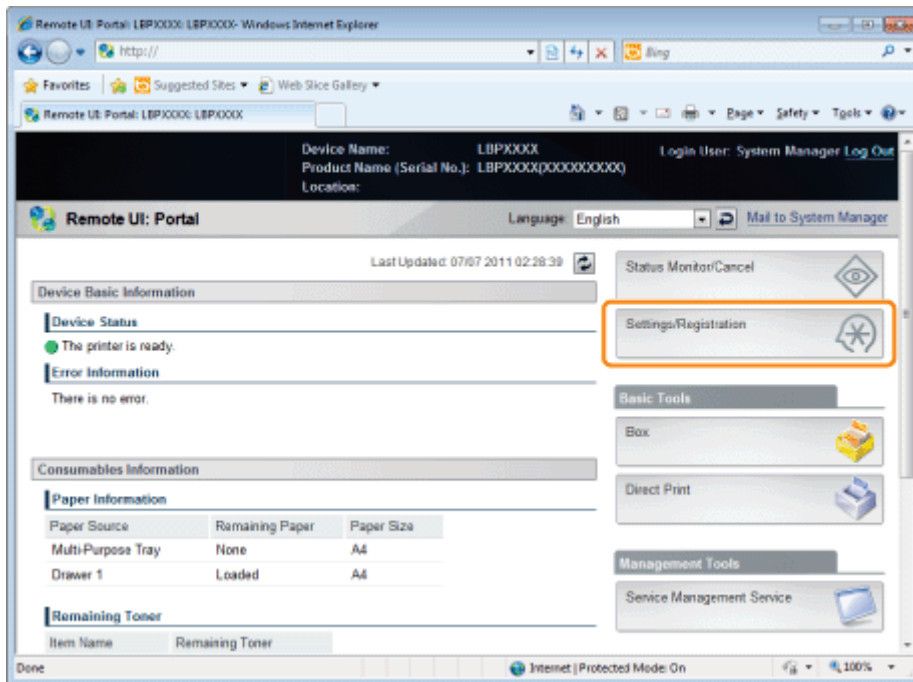 Remote UI: Portal: LBPXXXX: LBPXXXX- Windows Internet Explorer
http://
Bing
Favorites Suggested Sites Web Slice Gallery
Remote UI: Portal: LBPXXXX: LBPXXXX
Page Safety Tools
Device Name: LBPXXXX
Login User: System Manager Log Out
Product Name (Serial No.): LBPXXXX(XXXXXXXXXX)
Location:
Remote UI: Portal
Language English
Mail to System Manager
Last Updated: 07/07 2011 02:28:39
Device Basic Information
Device Status
The printer is ready.
Error Information
There is no error.
Consumables Information
Paper Information
Paper Source Remaining Paper Paper Size
Multi-Purpose Tray None A4
Drawer 1 Loaded A4
Remaining Toner
Item Name Remaining Toner
Status Monitor/Cancel
Settings/Registration
Basic Tools
Box
Direct Print
Management Tools
Service Management Service
Done
Internet | Protected Mode: On
100%